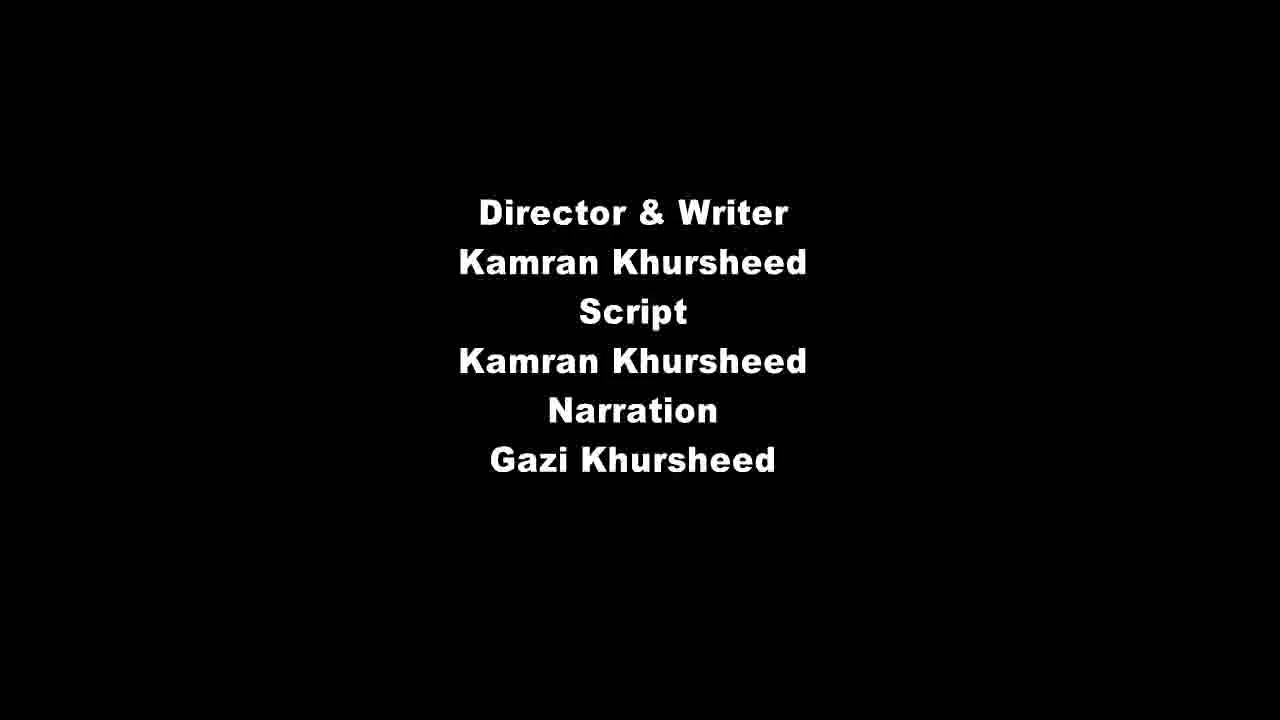 Director & Writer
Kamran Khursheed
Script
Kamran Khursheed
Narration
Gazi Khursheed